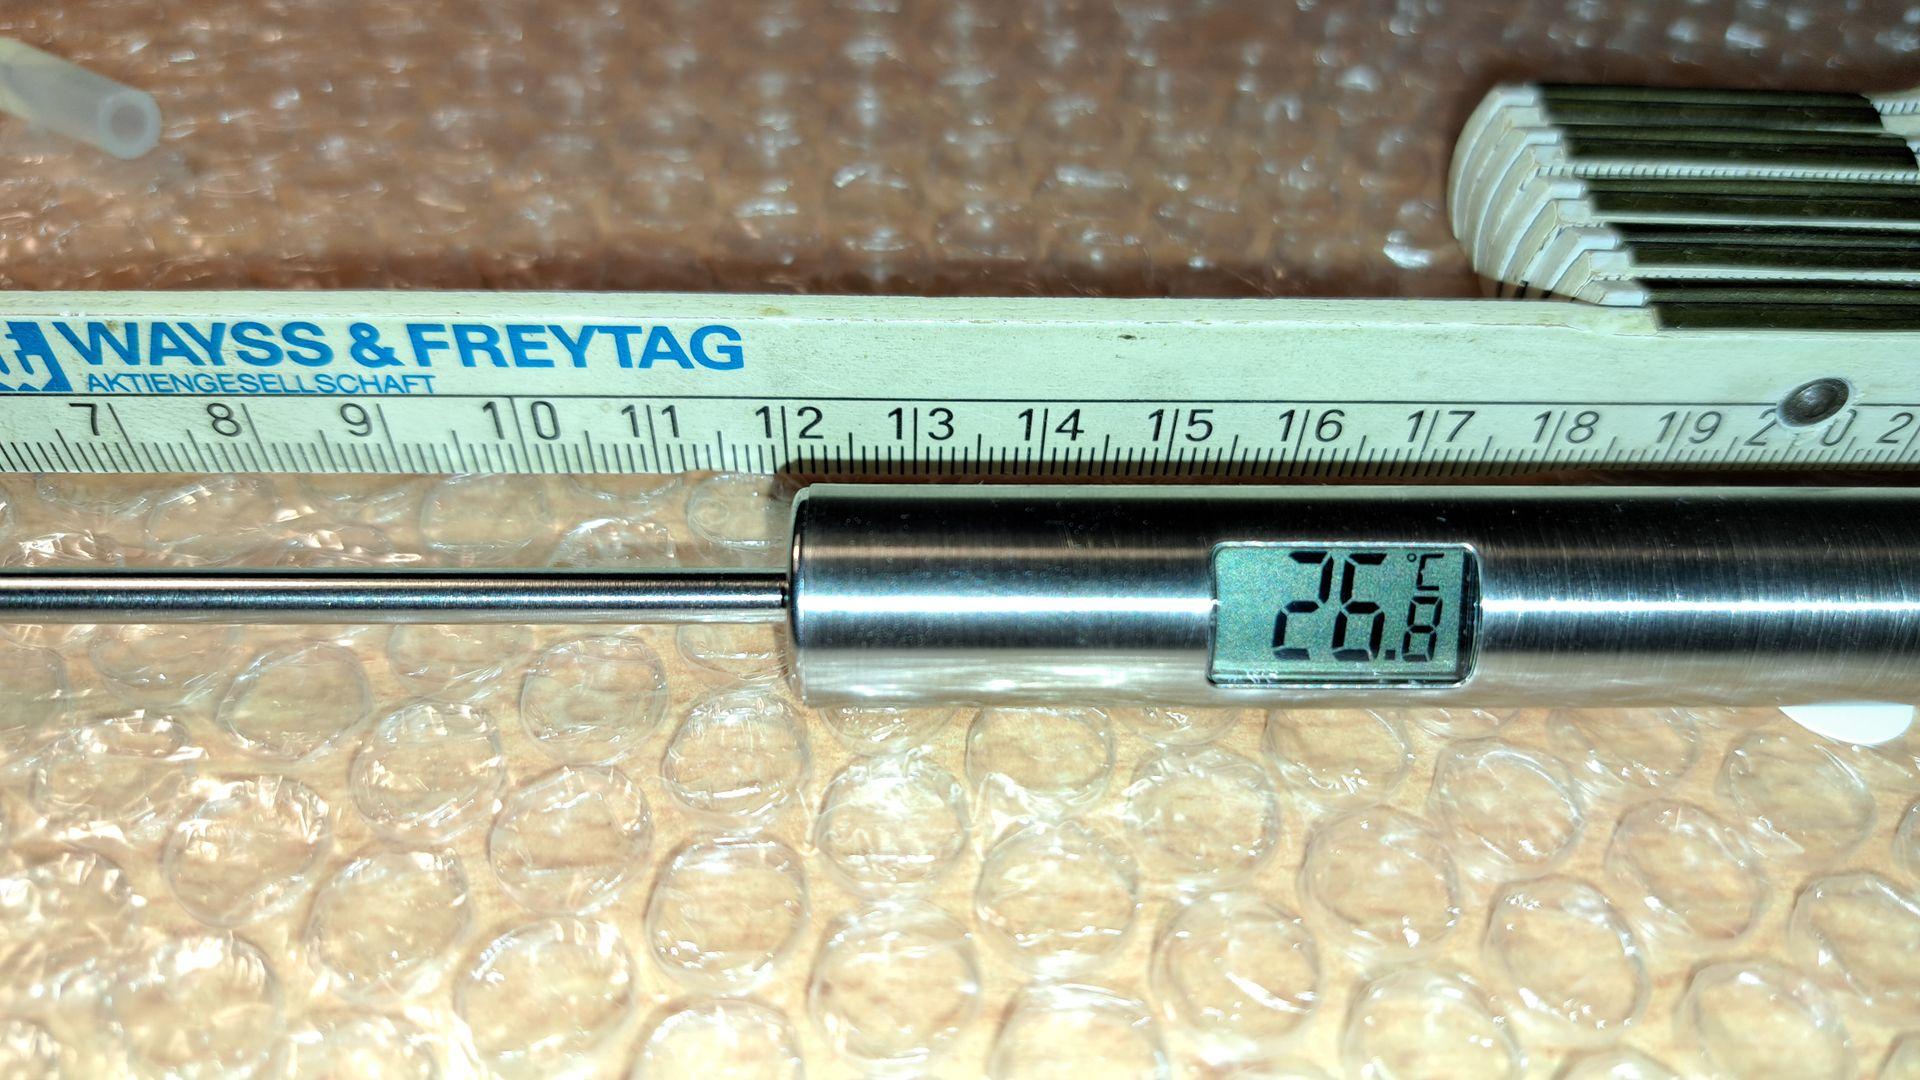 WAYSS & FREYTAG
AKTIENGESELLSCHAFT
7 8 9 10 11 12 13 14 15 16 17 18 19 20 2
26.8 °C